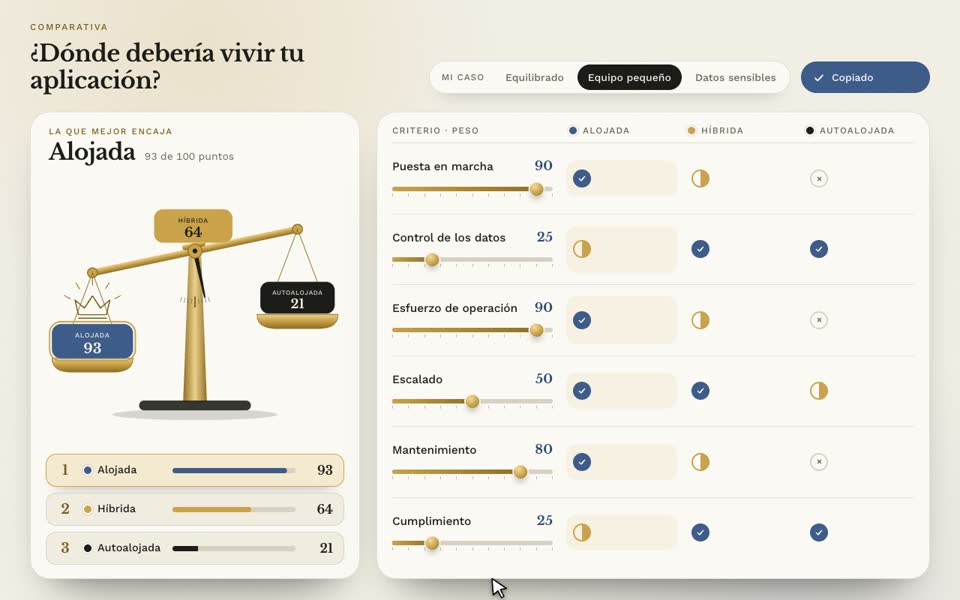 COMPARATIVA
¿Dónde debería vivir tu
aplicación?
MI CASO Equilibrado Equipo pequeño Datos sensibles
Copiado
LA QUE MEJOR ENCAJA
Alojada 93 de 100 puntos
HÍBRIDA
64
AUTOALOJADA
21
ALOJADA
93
1 Alojada 93
2 Híbrida 64
3 Autoalojada 21
CRITERIO · PESO ALOJADA HÍBRIDA AUTOALOJADA
Puesta en marcha 90
Control de los datos 25
Esfuerzo de operación 90
Escalado 50
Mantenimiento 80
Cumplimiento 25